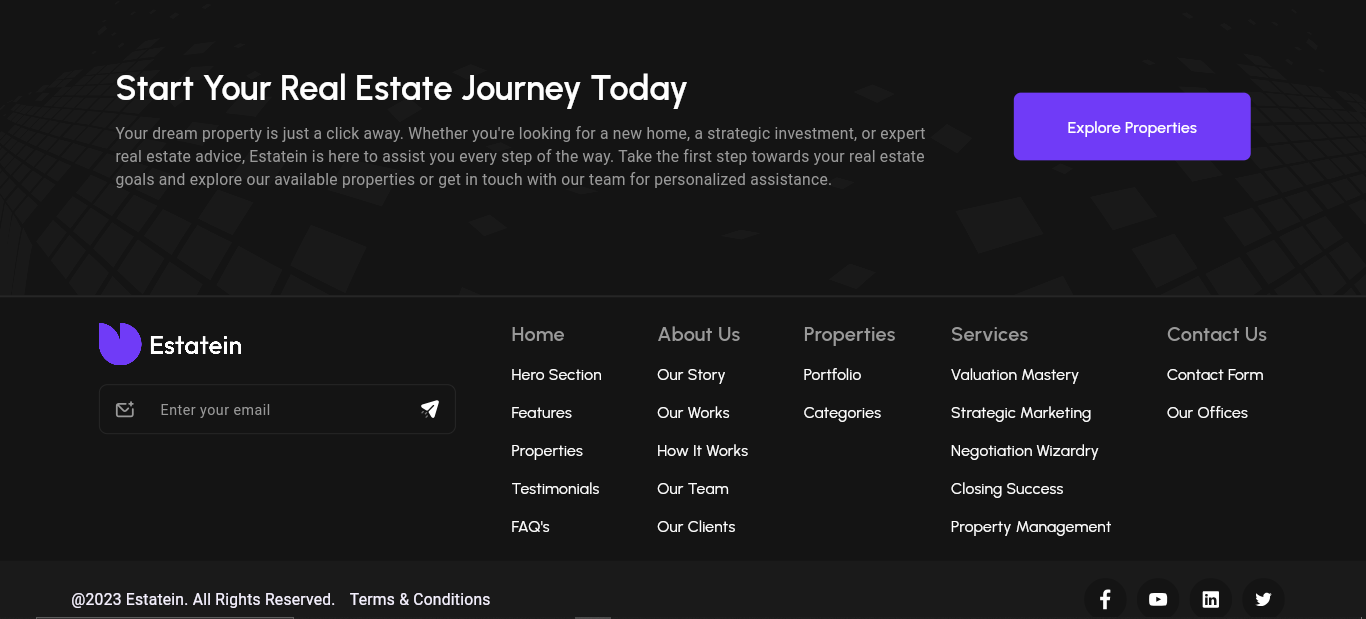 Start Your Real Estate Journey Today
Your dream property is just a click away. Whether you're looking for a new home, a strategic investment, or expert
real estate advice, Estatein is here to assist you every step of the way. Take the first step towards your real estate
goals and explore our available properties or get in touch with our team for personalized assistance.
Explore Properties
Estatein
Enter your email
Home
Hero Section
Features
Properties
Testimonials
FAQ's
About Us
Our Story
Our Works
How It Works
Our Team
Our Clients
Properties
Portfolio
Categories
Services
Valuation Mastery
Strategic Marketing
Negotiation Wizardry
Closing Success
Property Management
Contact Us
Contact Form
Our Offices
@2023 Estatein. All Rights Reserved. Terms & Conditions